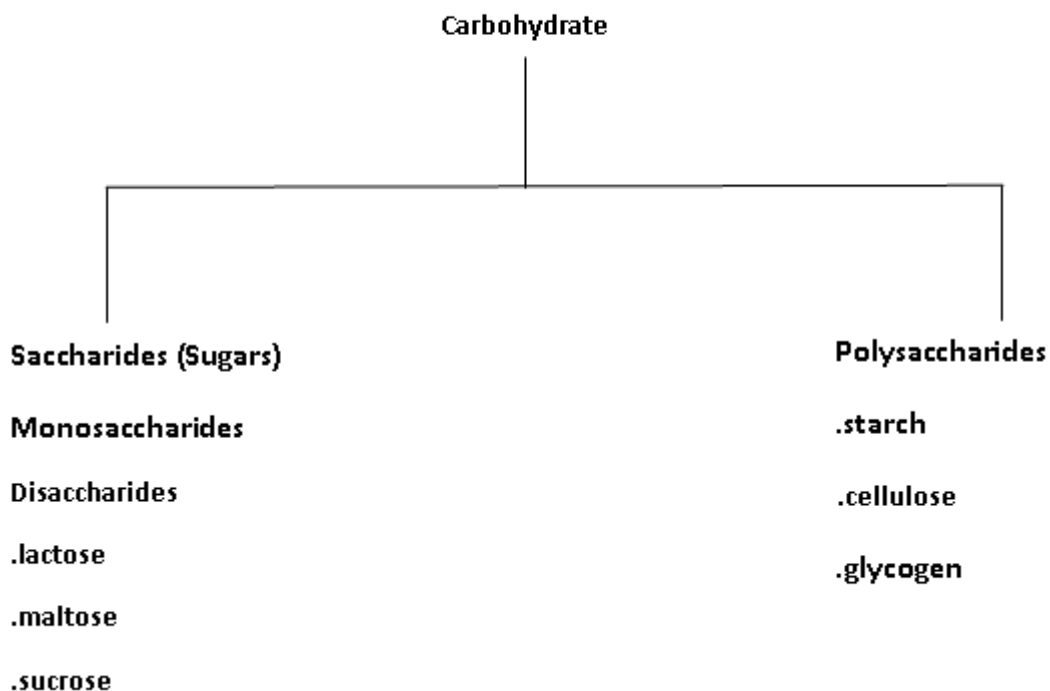 Carbohydrate
Saccharides (Sugars)
Monosaccharides
Disaccharides
.lactose
.maltose
.sucrose
Polysaccharides
.starch
.cellulose
.glycogen